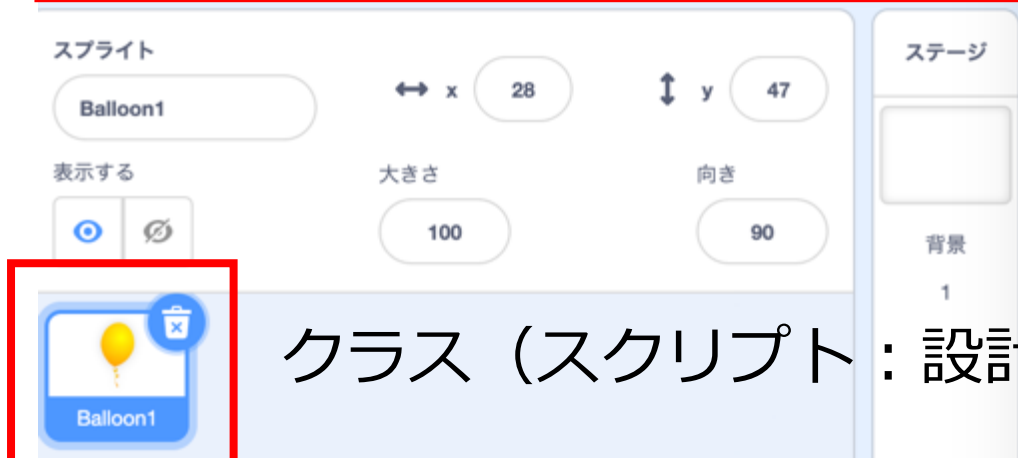 スプライト
Balloon1
x 28
y 47
ステージ
表示する
大きさ
向き
100
90
背景
1
クラス（スクリプト：設計
Balloon1